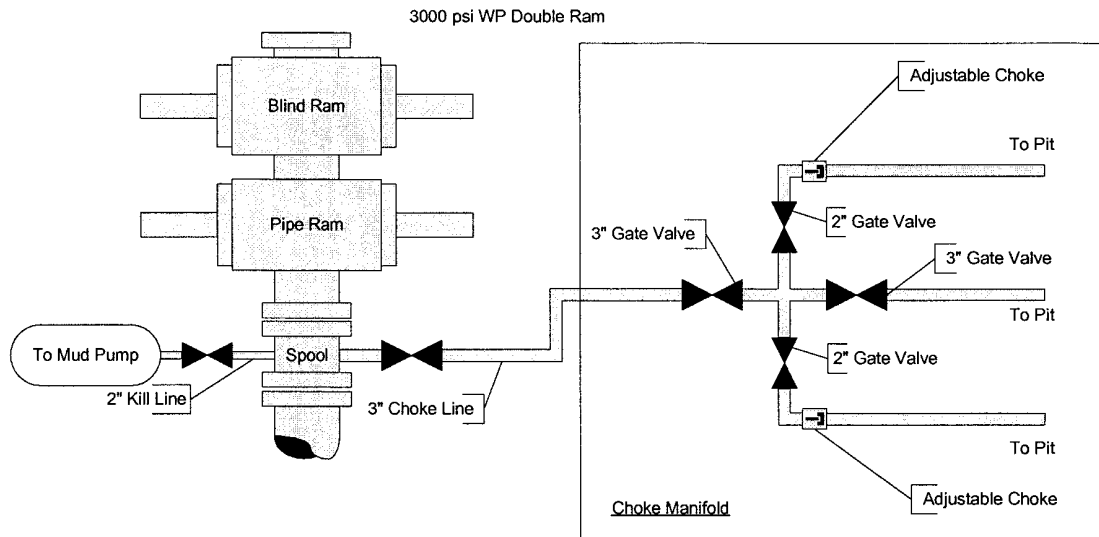 3000 psi WP Double Ram
Blind Ram
Pipe Ram
To Mud Pump
2" Kill Line
Spool
3" Choke Line
3" Gate Valve
Adjustable Choke
To Pit
2" Gate Valve
3" Gate Valve
To Pit
2" Gate Valve
To Pit
Adjustable Choke
Choke Manifold